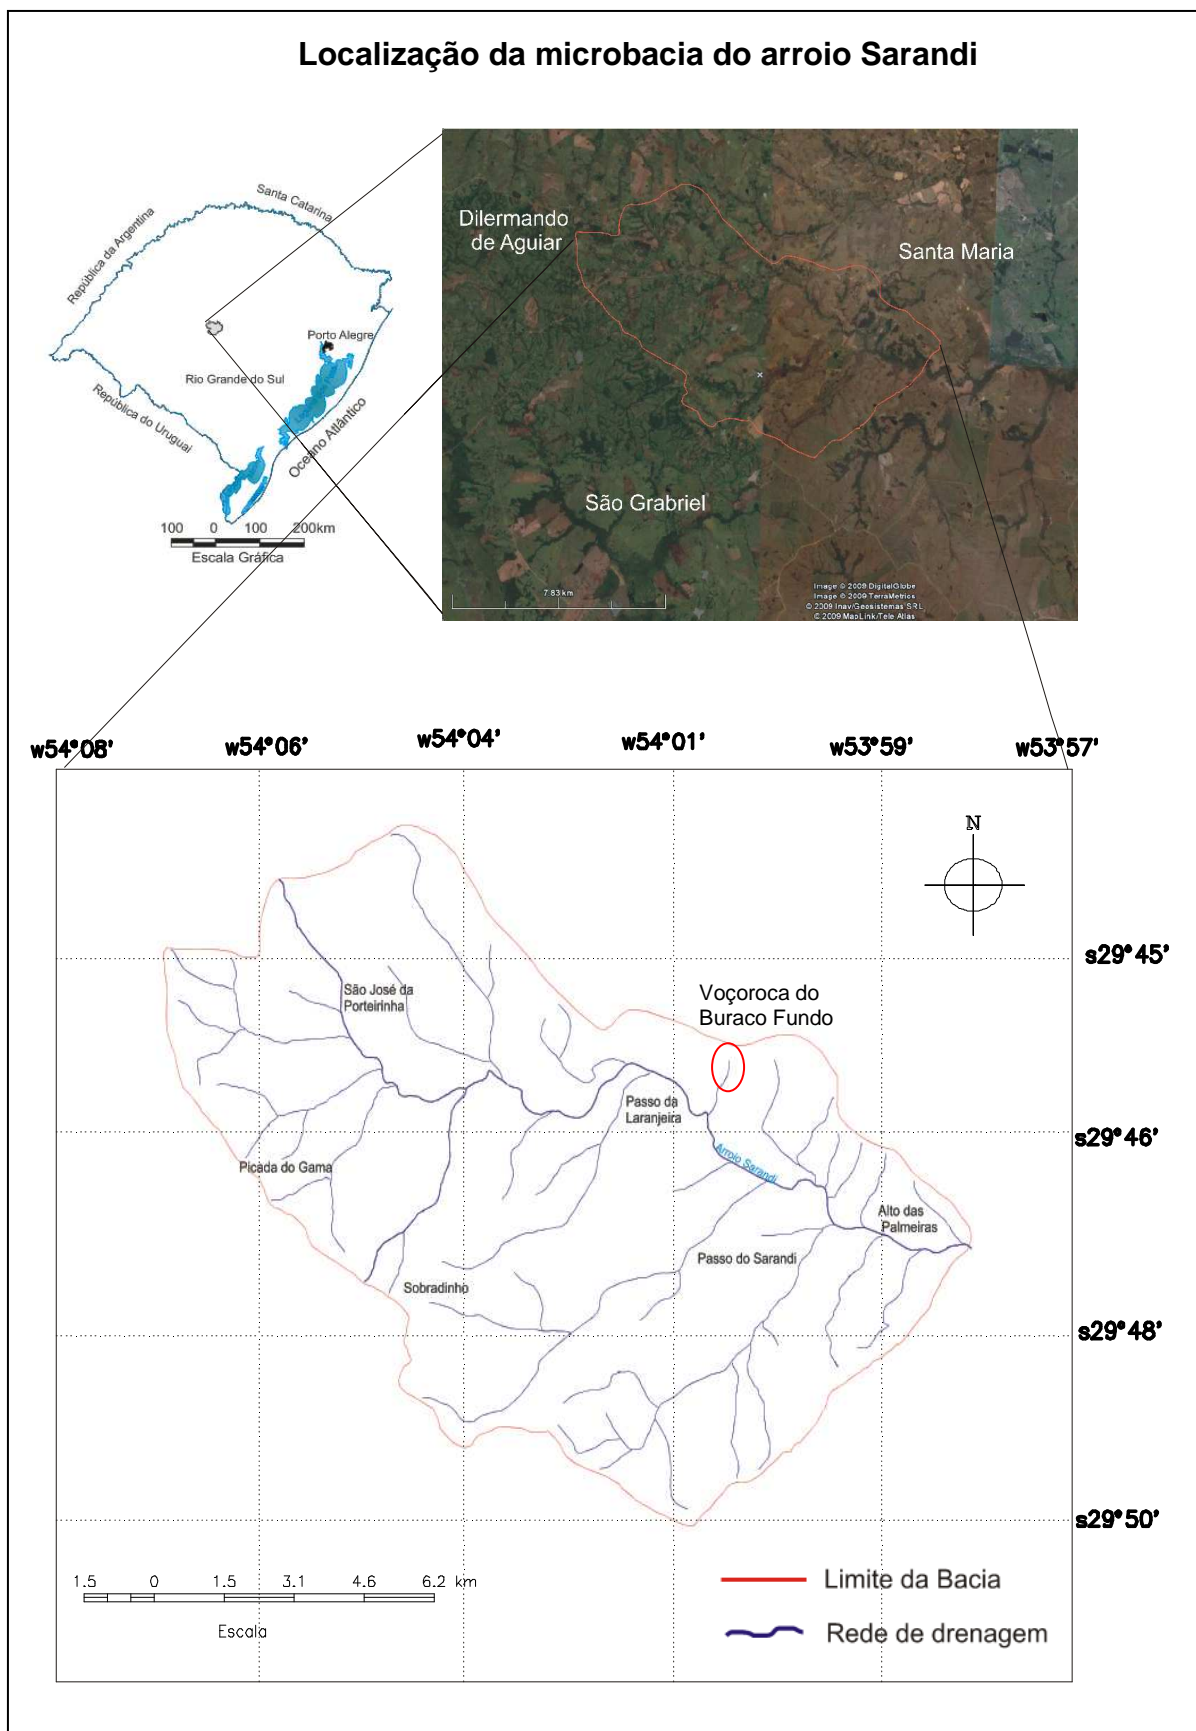 Localização da microbacia do arroio Sarandi
Santa Catarina
República da Argentina
Porto Alegre
Rio Grande do Sul
República do Uruguai
Oceano Atlântico
100 0 100 200km
Escala Gráfica
Dilermando
de Aguiar
Santa Maria
São Grabriel
7.83 km
Image © 2009 DigitalGlobe
Image © 2009 TerraMetrics
© 2009 Inav/Geosistemas SRL
© 2009 MapLink/Tele Atlas
w54°08' w54°06' w54°04' w54°01' w53°59' w53°57'
N
s29°45'
São José da
Porteirinha
Voçoroca do
Buraco Fundo
Passo da
Laranjeira
s29°46'
Arroio Sarandi
Picada do Gama
Alto das
Palmeiras
Passo do Sarandi
Sobradinho
s29°48'
s29°50'
1.5 0 1.5 3.1 4.6 6.2 km
Escala
Limite da Bacia
Rede de drenagem